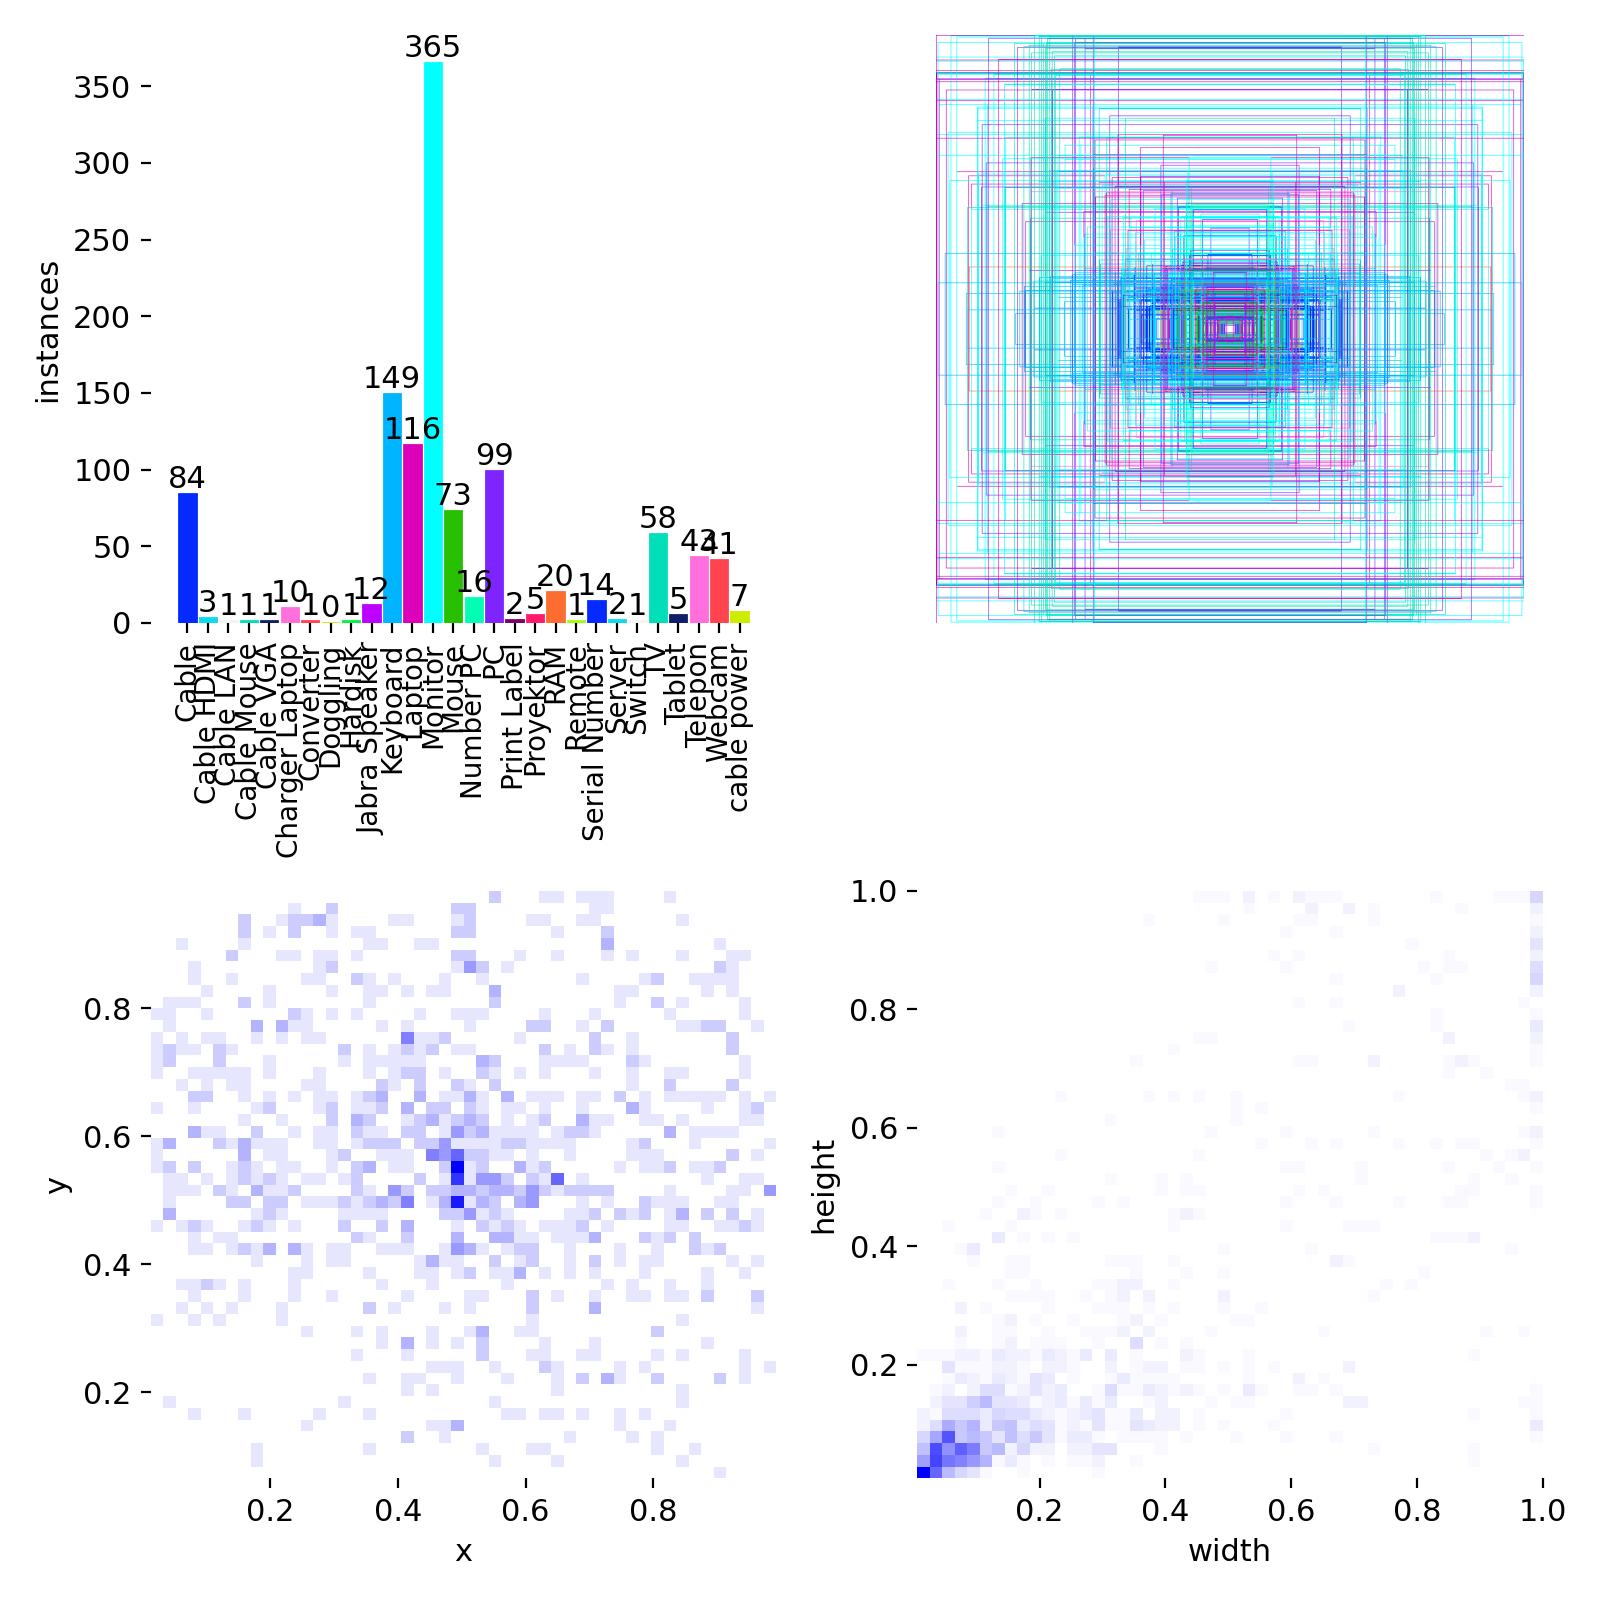 365
350
300
250
200
150
100
50
0
instances
84
3
1
1
1
10
1
0
1
12
149
116
73
16
99
2
5
20
1
14
2
1
58
5
43
41
7
Cable
Cable HDMI
Cable LAN
Cable Mouse
Cable VGA
Charger Laptop
Converter
Doggling
Hardisk
Jabra Speaker
Keyboard
Laptop
Monitor
Mouse
Number PC
PC
Print Label
Proyektor
RAM
Remote
Serial Number
Server
Switch
TV
Tablet
Telepon
Webcam
cable power
0.8
0.6
0.4
0.2
y
0.2 0.4 0.6 0.8
x
1.0
0.8
0.6
0.4
0.2
height
0.2 0.4 0.6 0.8 1.0
width